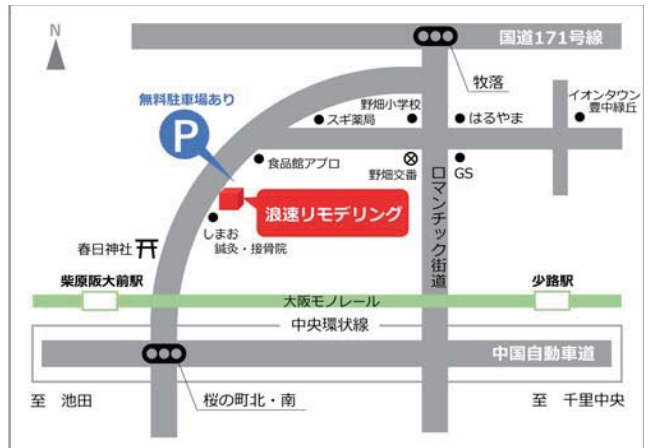 N
国道171号線
牧落
無料駐車場あり
P
野畑小学校
スギ薬局
はるやま
イオンタウン
豊中緑丘
食品館アプロ
野畑交番
GS
浪速リモデリング
ロマンチック街道
しまお
鍼灸・接骨院
春日神社
柴原阪大前駅
少路駅
大阪モノレール
中央環状線
中国自動車道
至 池田
桜の町北・南
至 千里中央